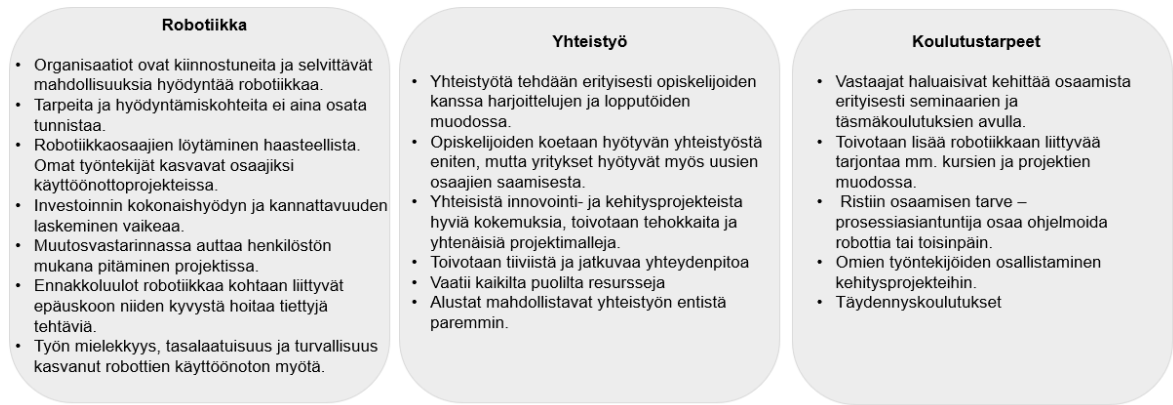 Robotiikka
• Organisaatiot ovat kiinnostuneita ja selvittävät
mahdollisuuksia hyödyntää robotiikkaa.
• Tarpeita ja hyödyntämiskohteita ei aina osata
tunnistaa.
• Robotiikkaosaajien löytäminen haasteellista.
Omat työntekijät kasvavat osaajiksi
käyttöönottoprojekteissa.
• Investoinnin kokonaishyödyn ja kannattavuuden
laskeminen vaikeaa.
• Muutosvastarinnassa auttaa henkilöstön
mukana pitäminen projektissa.
• Ennakkoluulot robotiikkaa kohtaan liittyvät
epäuskoon niiden kyvystä hoitaa tiettyjä
tehtäviä.
• Työn mielekkyys, tasalaatuisuus ja turvallisuus
kasvanut robottien käyttöönoton myötä.
Yhteistyö
• Yhteistyötä tehdään erityisesti opiskelijoiden
kanssa harjoittelujen ja lopputöiden
muodossa.
• Opiskelijoiden koetaan hyötyvän yhteistyöstä
eniten, mutta yritykset hyötyvät myös uusien
osaajien saamisesta.
• Yhteisistä innovointi- ja kehitysprojekteista
hyviä kokemuksia, toivotaan tehokkaita ja
yhtenäisiä projektimalleja.
• Toivotaan tiivistä ja jatkuvaa yhteydenpitoa
• Vaatii kaikilta puolilta resursseja
• Alustat mahdollistavat yhteistyön entistä
paremmin.
Koulutustarpeet
• Vastaajat haluaisivat kehittää osaamista
erityisesti seminaarien ja
täsmäkoulutuksien avulla.
• Toivotaan lisää robotiikkaan liittyvää
tarjontaa mm. kursien ja projektien
muodossa.
• Ristiin osaamisen tarve –
prosessiasiantuntija osaa ohjelmoida
robottia tai toisinpäin.
• Omien työntekijöiden osallistaminen
kehitysprojekteihin.
• Täydennyskoulutukset